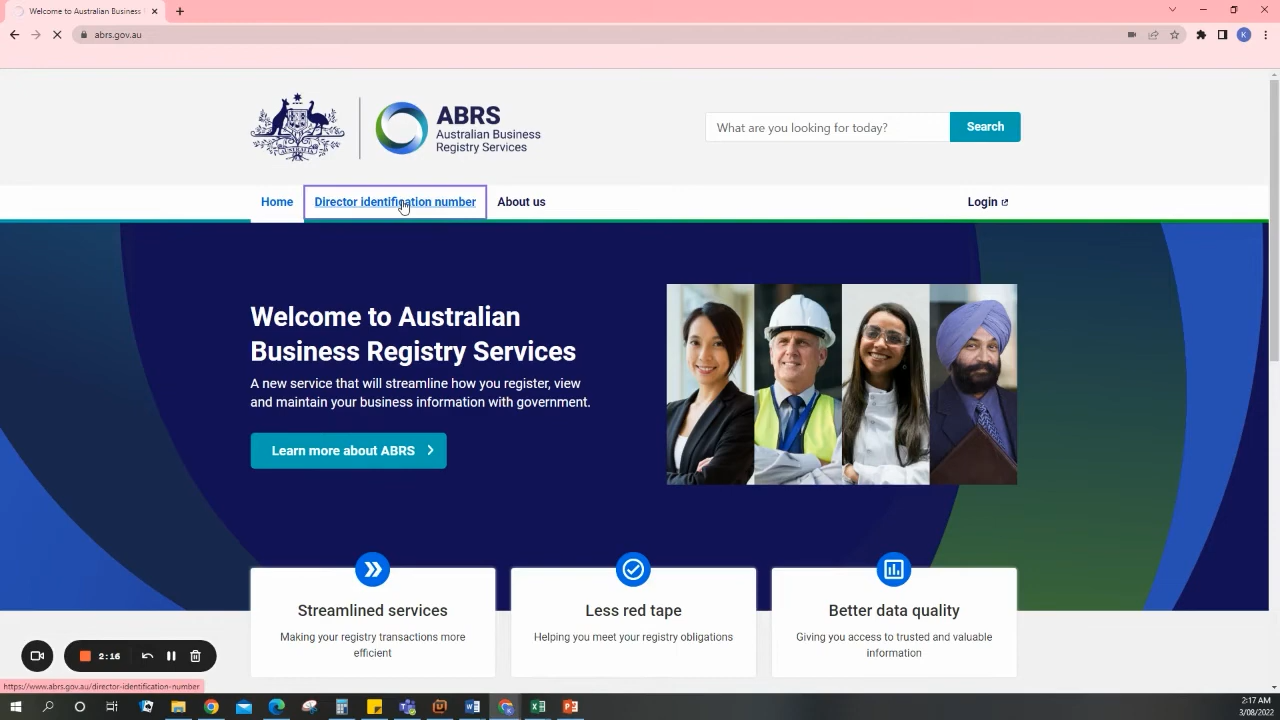 Welcome to Australian Business
abrs.gov.au
K
ABRS
Australian Business
Registry Services
What are you looking for today?
Search
Home
Director identification number
About us
Login
Welcome to Australian
Business Registry Services
A new service that will streamline how you register, view
and maintain your business information with government.
Learn more about ABRS
Streamlined services
Making your registry transactions more
efficient
Less red tape
Helping you meet your registry obligations
Better data quality
Giving you access to trusted and valuable
information
2:16
https://www.abrs.gov.au/director-identification-number
2:17 AM
3/08/2022